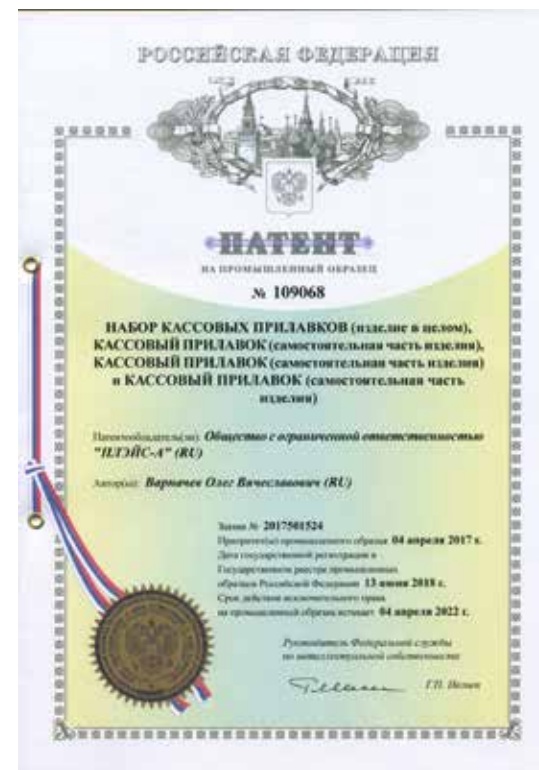 РОССИЙСКАЯ ФЕДЕРАЦИЯ
ПАТЕНТ
НА ПРОМЫШЛЕННЫЙ ОБРАЗЕЦ
№ 109068
НАБОР КАССОВЫХ ПРИЛАВКОВ (изделие в целом),
КАССОВЫЙ ПРИЛАВОК (самостоятельная часть изделия),
КАССОВЫЙ ПРИЛАВОК (самостоятельная часть изделия)
и КАССОВЫЙ ПРИЛАВОК (самостоятельная часть
изделия)
Патентообладатель(ли): Общество с ограниченной ответственностью
"ПЛЭЙС-А" (RU)
Автор(ы): Олег Вячеславович (RU)
Заявка № 2017501524
Приоритет(ы) промышленного образца 04 апреля 2017 г.
Дата государственной регистрации в
Государственном реестре промышленных
образцов Российской Федерации 13 июня 2018 г.
Срок действия исключительного права
на промышленный образец истекает 04 апреля 2022 г.
Руководитель Федеральной службы
по интеллектуальной собственности
Г.П. Ивлиев